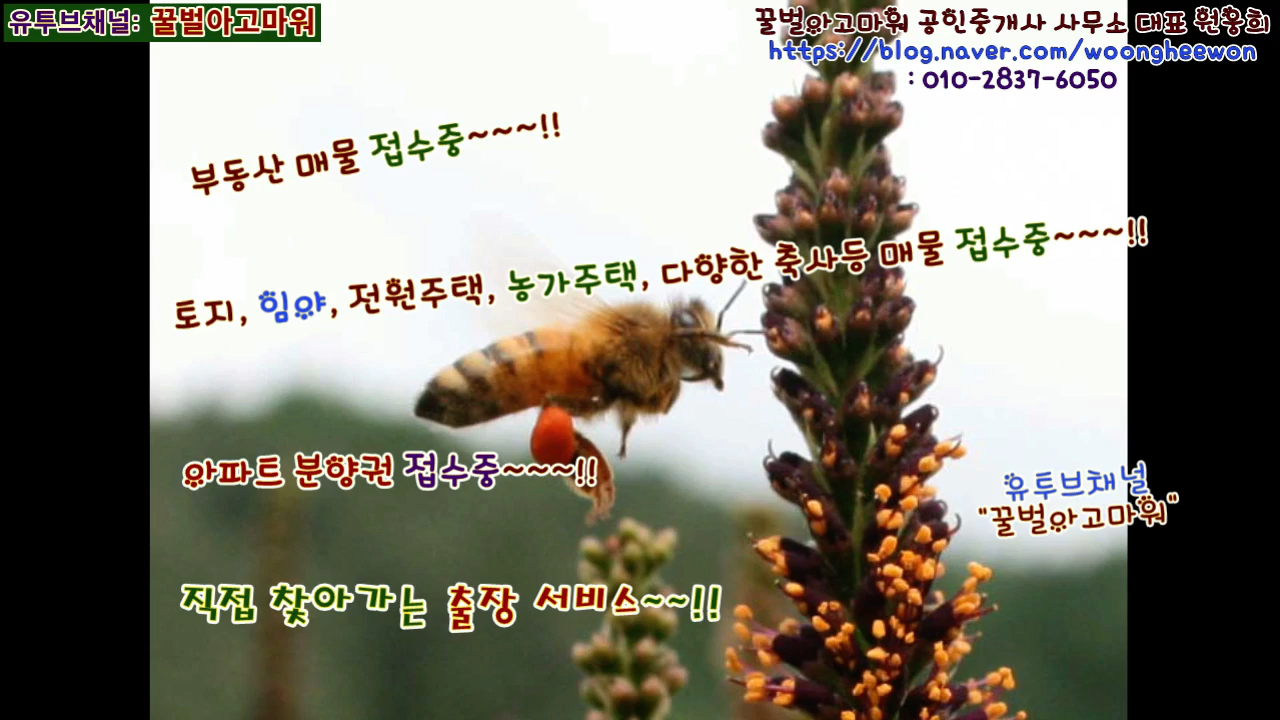 유투브채널: 꿀벌아고마워
꿀벌아고마워 공인중개사 사무소 대표 원웅희
https://blog.naver.com/woongheewon
: 010-2837-6050
부동산 매물 접수중~~~!!
토지, 림야, 전원주택, 농가주택, 다양한 축사등 매물 접수중~~~!!
아파트 분양권 접수중~~~!!
유투브채널
"꿀벌아고마워"
직접 찾아가는 출장 서비스~~!!